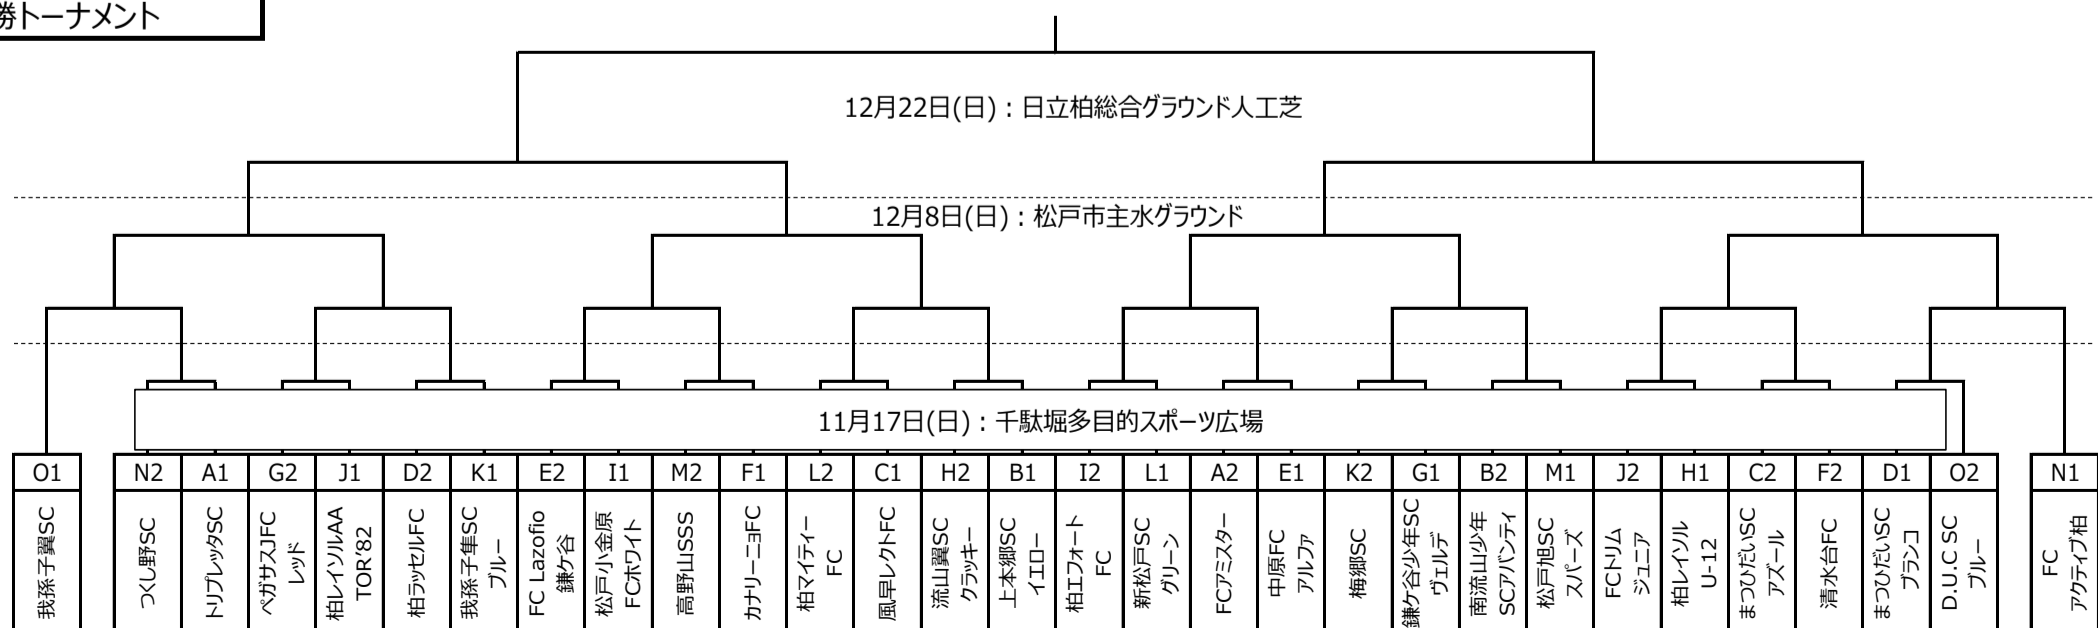 勝トーナメント
12月22日(日)：日立柏総合グラウンド人工芝
12月8日(日)：松戸市主水グラウンド
11月17日(日)：千駄堀多目的スポーツ広場
O1
N2
A1
G2
J1
D2
K1
E2
I1
M2
F1
L2
C1
H2
B1
I2
L1
A2
E1
K2
G1
B2
M1
J2
H1
C2
F2
D1
O2
N1
我孫子翼SC
つくし野SC
トリプレッタSC
ペガサスJFC
レッド
柏レイソルAA
TOR'82
柏ラッセルFC
我孫子隼SC
ブルー
FC Lazofio
鎌ケ谷
松戸小金原
FCホワイト
高野山SSS
カナリーニョFC
柏マイティー
FC
風早レクトFC
流山翼SC
クラッキー
上本郷SC
イエロー
柏エフォート
FC
新松戸SC
グリーン
FCアミスター
中原FC
アルファ
梅郷SC
鎌ケ谷少年SC
ヴェルデ
南流山少年
SCアバンティ
松戸旭SC
スパーズ
FCトリム
ジュニア
柏レイソル
U-12
まつひだいSC
アズール
清水台FC
まつひだいSC
ブランコ
D.U.C SC
ブルー
FC
アクティブ柏